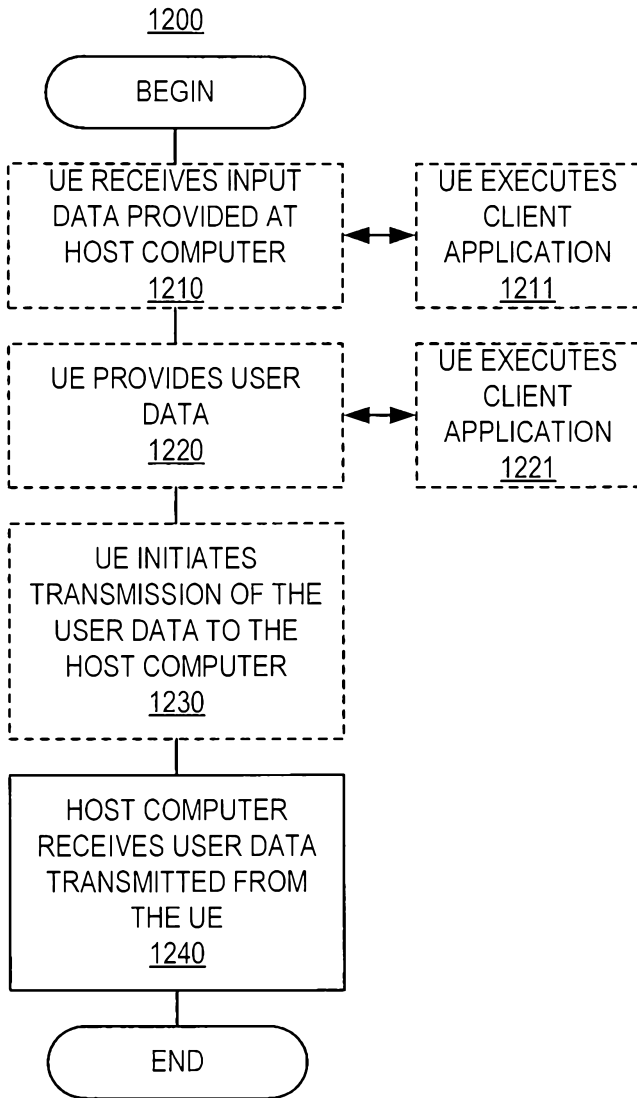 1200
BEGIN
UE RECEIVES INPUT
DATA PROVIDED AT
HOST COMPUTER
1210
UE EXECUTES
CLIENT
APPLICATION
1211
UE PROVIDES USER
DATA
1220
UE EXECUTES
CLIENT
APPLICATION
1221
UE INITIATES
TRANSMISSION OF THE
USER DATA TO THE
HOST COMPUTER
1230
HOST COMPUTER
RECEIVES USER DATA
TRANSMITTED FROM
THE UE
1240
END